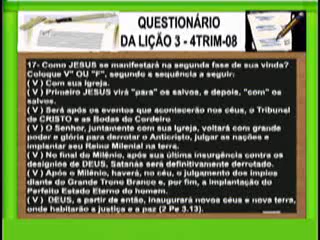 QUESTIONÁRIO
DA LIÇÃO 3 - 4TRIM-08
17- Como JESUS se manifestará na segunda fase de sua vinda?
Coloque V" OU "F", segundo a sequência a seguir:
( V ) Com sua Igreja.
( V ) Primeiro JESUS virá "para" os salvos, e depois, "com" os
salvos.
( V ) Será após os eventos que acontecerão nos céus, o Tribunal
de CRISTO e as Bodas do Cordeiro
( V ) O Senhor, juntamente com sua Igreja, voltará com grande
poder e glória para derrotar o Anticristo, julgar as nações e
implantar seu Reino Milenial na terra.
( V ) No final do Milênio, após sua última insurgência contra os
desígnios de DEUS, Satanás será definitivamente derrotado.
( V ) Após o Milênio, haverá, no céu, o julgamento dos ímpios
diante do Grande Trono Branco e, por fim, a implantação do
Perfeito Estado Eterno do homem.
( V ) DEUS, a partir de então, inaugurará novos céus e nova terra,
onde habitarão a justiça e a paz (2 Pe 3.13).